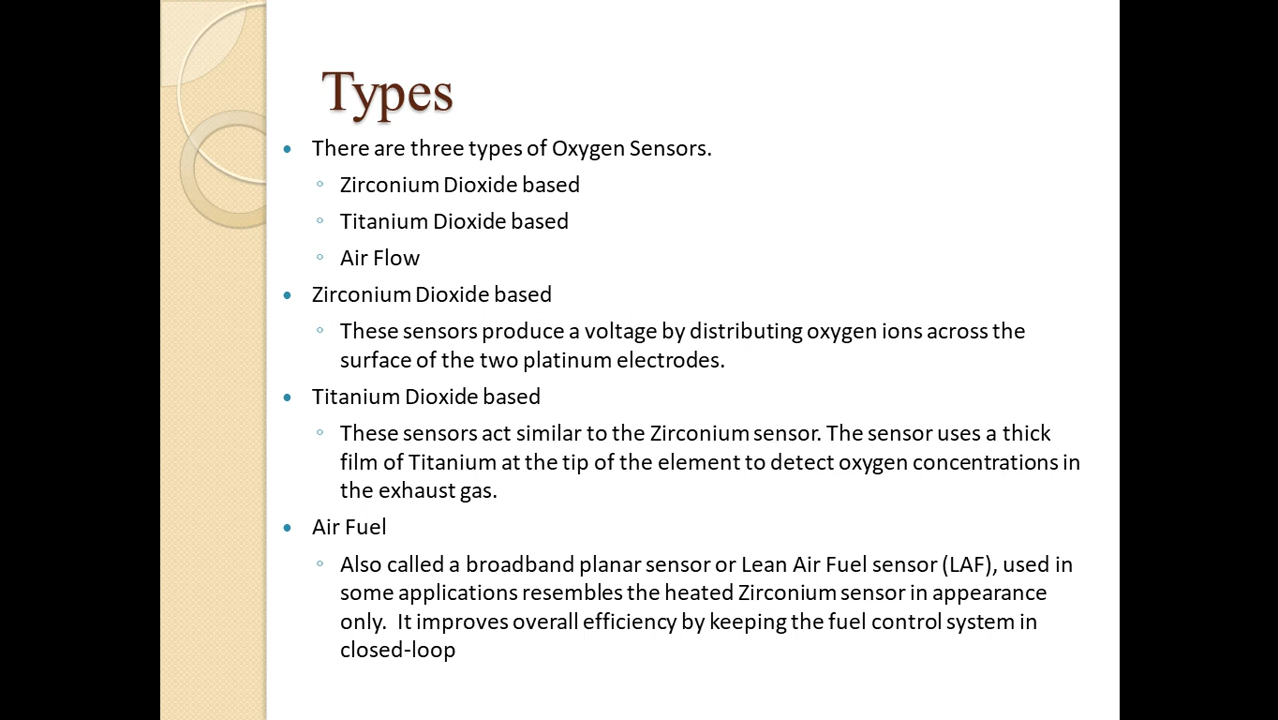 Types
There are three types of Oxygen Sensors.
Zirconium Dioxide based
Titanium Dioxide based
Air Flow
Zirconium Dioxide based
These sensors produce a voltage by distributing oxygen ions across the
surface of the two platinum electrodes.
Titanium Dioxide based
These sensors act similar to the Zirconium sensor. The sensor uses a thick
film of Titanium at the tip of the element to detect oxygen concentrations in
the exhaust gas.
Air Fuel
Also called a broadband planar sensor or Lean Air Fuel sensor (LAF), used in
some applications resembles the heated Zirconium sensor in appearance
only.  It improves overall efficiency by keeping the fuel control system in
closed-loop